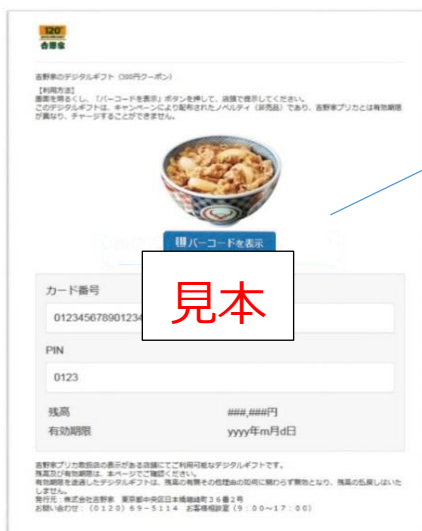 120
吉野家
吉野家のデジタルギフト（300円クーポン）
【利用方法】
画面を明るくし、「バーコードを表示」ボタンを押して、店頭で提示してください。
このデジタルギフトは、キャンペーンにより配布されたノベルティ（非売品）であり、吉野家プリカとは有効期限
が異なり、チャージすることができません。
バーコードを表示
カード番号
01234567890123
見本
PIN
0123
残高 ###,###円
有効期限 yyyy年m月d日
吉野家プリカ取扱店の表示がある店舗にてご利用可能なデジタルギフトです。
残高及び有効期限は、本ページでご確認ください。
有効期限を過ぎたデジタルギフトは、残高の有無その他理由の如何に関わらず無効となり、残高の払戻しはいた
しません。
発行元：株式会社吉野家 東京都中央区日本橋箱崎町３６番２号
お問い合わせ：（０１２０）６９－５１１４ お客様相談室（９：００～１７：００）